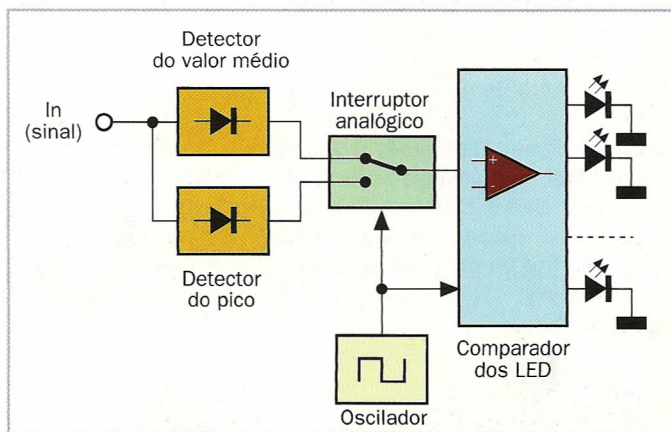 Detector
do valor médio
In
(sinal)
Interruptor
analógico
+
-
Detector
do pico
Comparador
dos LED
Oscilador